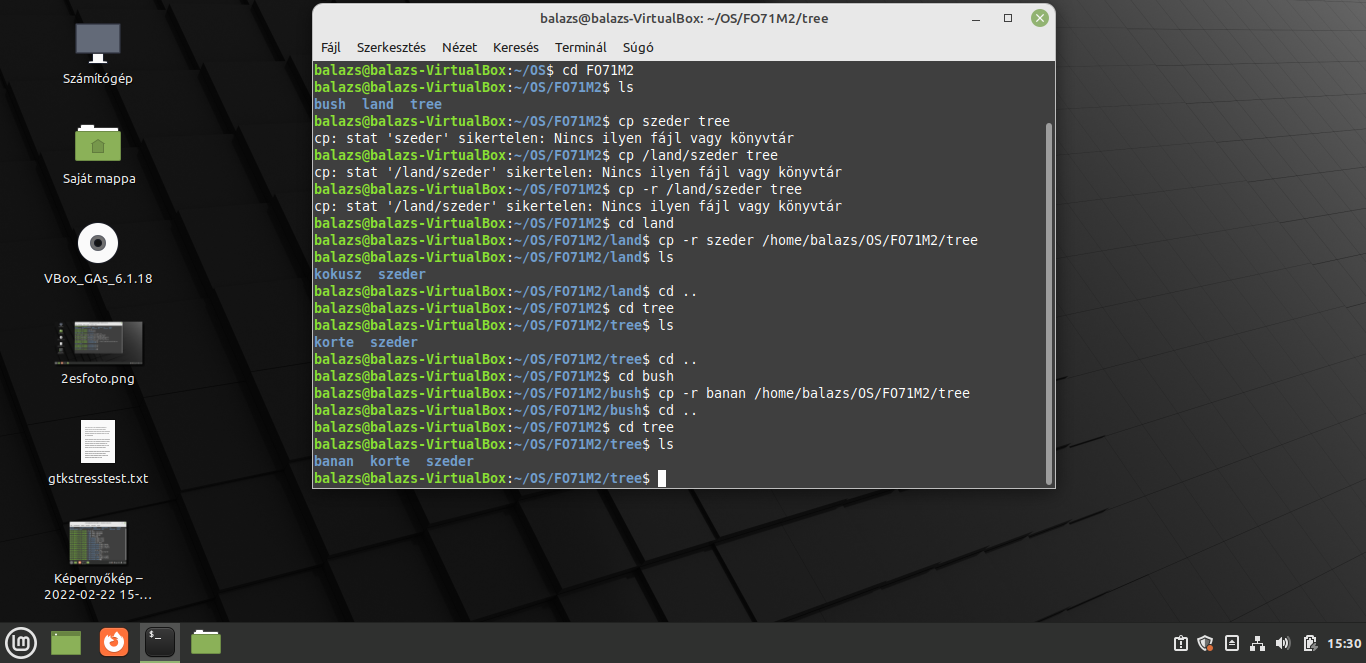 Számítógép
Saját mappa
VBox_GAs_6.1.18
2esfoto.png
gtkstresstest.txt
Képernyőkép –
2022-02-22 15-…
balazs@balazs-VirtualBox: ~/OS/FO71M2/tree
Fájl Szerkesztés Nézet Keresés Terminál Súgó
balazs@balazs-VirtualBox:~/OS$ cd FO71M2
balazs@balazs-VirtualBox:~/OS/FO71M2$ ls
bush land tree
balazs@balazs-VirtualBox:~/OS/FO71M2$ cp szeder tree
cp: stat 'szeder' sikertelen: Nincs ilyen fájl vagy könyvtár
balazs@balazs-VirtualBox:~/OS/FO71M2$ cp /land/szeder tree
cp: stat '/land/szeder' sikertelen: Nincs ilyen fájl vagy könyvtár
balazs@balazs-VirtualBox:~/OS/FO71M2$ cp -r /land/szeder tree
cp: stat '/land/szeder' sikertelen: Nincs ilyen fájl vagy könyvtár
balazs@balazs-VirtualBox:~/OS/FO71M2$ cd land
balazs@balazs-VirtualBox:~/OS/FO71M2/land$ cp -r szeder /home/balazs/OS/FO71M2/tree
balazs@balazs-VirtualBox:~/OS/FO71M2/land$ ls
kokusz szeder
balazs@balazs-VirtualBox:~/OS/FO71M2/land$ cd ..
balazs@balazs-VirtualBox:~/OS/FO71M2$ cd tree
balazs@balazs-VirtualBox:~/OS/FO71M2/tree$ ls
korte szeder
balazs@balazs-VirtualBox:~/OS/FO71M2/tree$ cd ..
balazs@balazs-VirtualBox:~/OS/FO71M2$ cd bush
balazs@balazs-VirtualBox:~/OS/FO71M2/bush$ cp -r banan /home/balazs/OS/FO71M2/tree
balazs@balazs-VirtualBox:~/OS/FO71M2/bush$ cd ..
balazs@balazs-VirtualBox:~/OS/FO71M2$ cd tree
balazs@balazs-VirtualBox:~/OS/FO71M2/tree$ ls
banan korte szeder
balazs@balazs-VirtualBox:~/OS/FO71M2/tree$
15:30